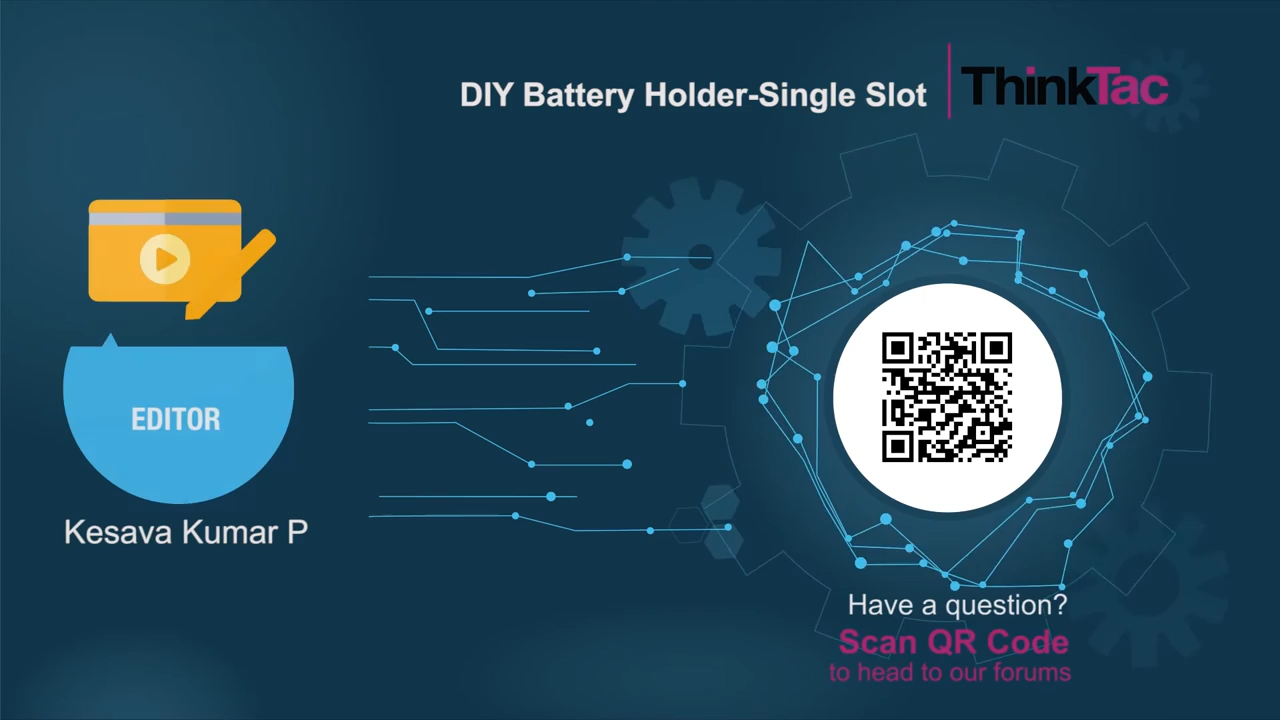 DIY Battery Holder-Single Slot
ThinkTac
EDITOR
Kesava Kumar P
Have a question?
Scan QR Code
to head to our forums